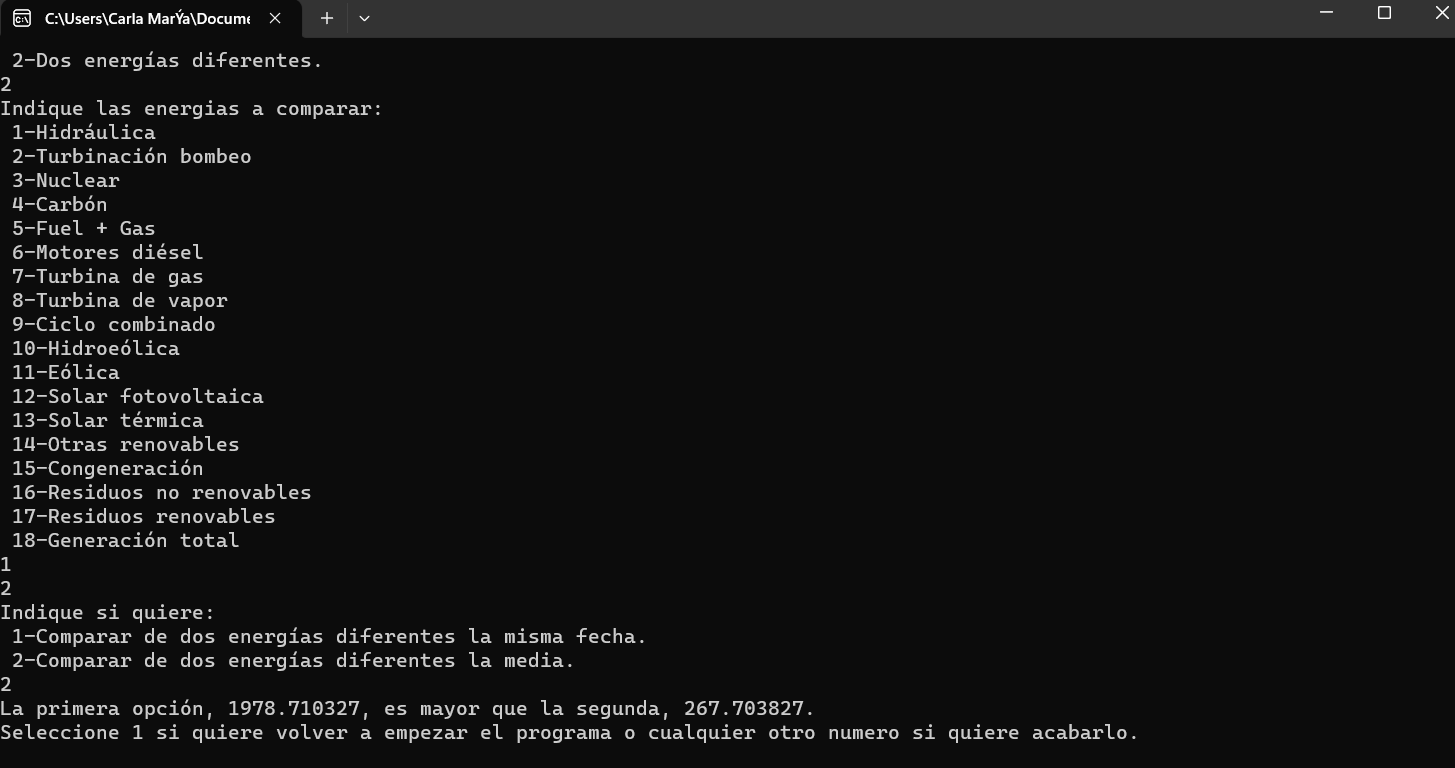 C:\Users\Carla MarÝa\Docume
2-Dos energías diferentes.
2
Indique las energias a comparar:
1-Hidráulica
2-Turbinación bombeo
3-Nuclear
4-Carbón
5-Fuel + Gas
6-Motores diésel
7-Turbina de gas
8-Turbina de vapor
9-Ciclo combinado
10-Hidroeólica
11-Eólica
12-Solar fotovoltaica
13-Solar térmica
14-Otras renovables
15-Congeneración
16-Residuos no renovables
17-Residuos renovables
18-Generación total
1
2
Indique si quiere:
1-Comparar de dos energías diferentes la misma fecha.
2-Comparar de dos energías diferentes la media.
2
La primera opción, 1978.710327, es mayor que la segunda, 267.703827.
Seleccione 1 si quiere volver a empezar el programa o cualquier otro numero si quiere acabarlo.